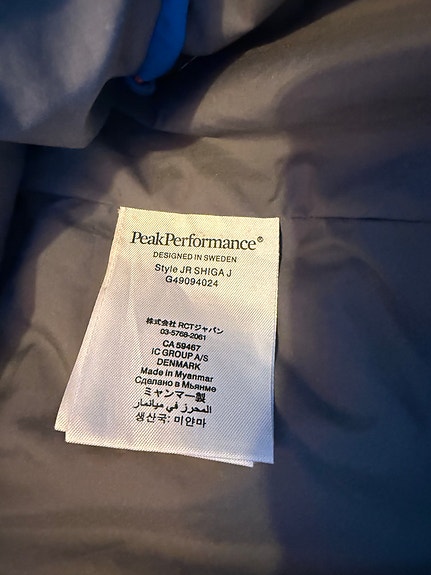 PeakPerformance®
DESIGNED IN SWEDEN
Style JR SHIGA J
G49094024
株式会社 RCTジャパン
03-5768-2061
CA 59467
IC GROUP A/S
DENMARK
Made in Myanmar
Сделано в Мьянме
ミャンマー製
المحرز في ميانمار
생산국: 미얀마